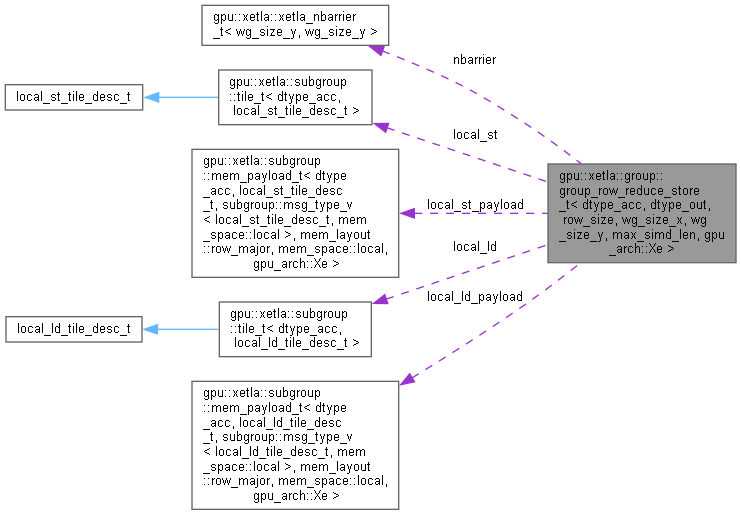 gpu::xetla::xetla_nbarrier
_t< wg_size_y, wg_size_y >
nbarrier
local_st_tile_desc_t
gpu::xetla::subgroup
::tile_t< dtype_acc,
local_st_tile_desc_t >
local_st
gpu::xetla::subgroup
::mem_payload_t< dtype
_acc, local_st_tile_desc
_t, subgroup::msg_type_v
< local_st_tile_desc_t, mem
_space::local >, mem_layout
::row_major, mem_space::local,
gpu_arch::Xe >
local_st_payload
gpu::xetla::group::
group_row_reduce_store
_t< dtype_acc, dtype_out,
row_size, wg_size_x, wg
_size_y, max_simd_len, gpu
_arch::Xe >
local_ld
local_ld_payload
local_ld_tile_desc_t
gpu::xetla::subgroup
::tile_t< dtype_acc,
local_ld_tile_desc_t >
gpu::xetla::subgroup
::mem_payload_t< dtype
_acc, local_ld_tile_desc
_t, subgroup::msg_type_v
< local_ld_tile_desc_t, mem
_space::local >, mem_layout
::row_major, mem_space::local,
gpu_arch::Xe >